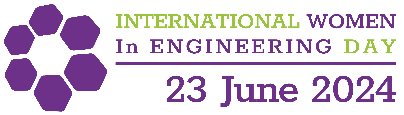 INTERNATIONAL WOMEN
In ENGINEERING DAY
23 June 2024